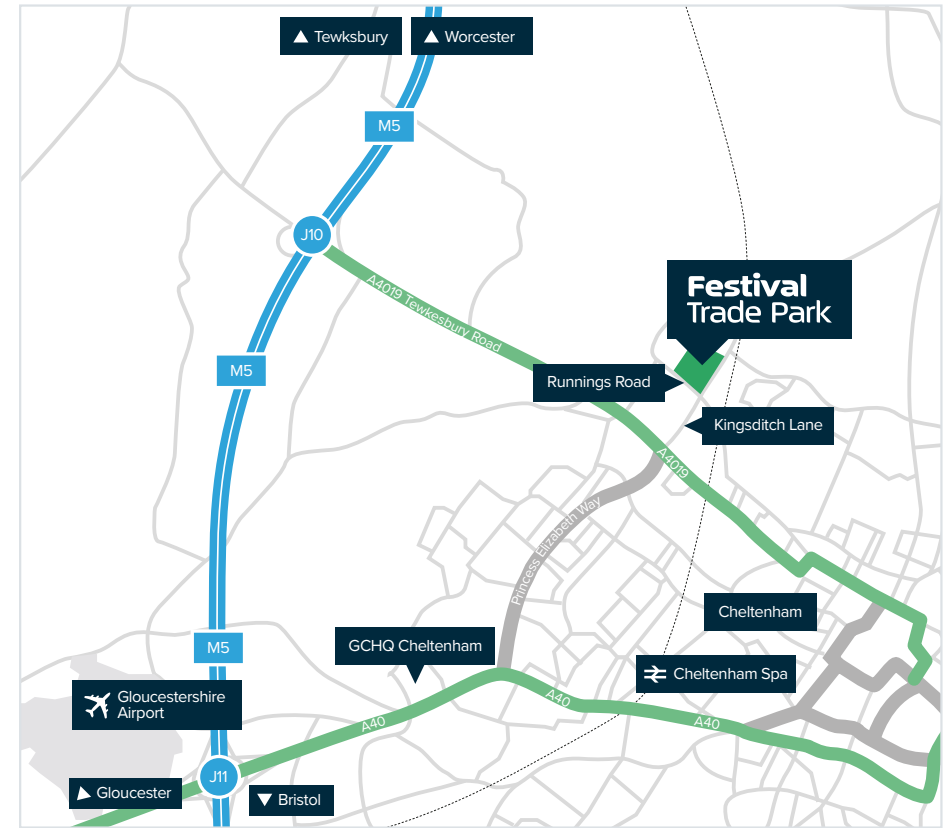 Tewksbury
Worcester
M5
J10
A4019 Tewkesbury Road
Festival
Trade Park
M5
Runnings Road
Kingsditch Lane
A4019
Princess Elizabeth Way
Cheltenham
M5
GCHQ Cheltenham
Cheltenham Spa
Gloucestershire
Airport
A40
A40
A40
J11
Gloucester
Bristol